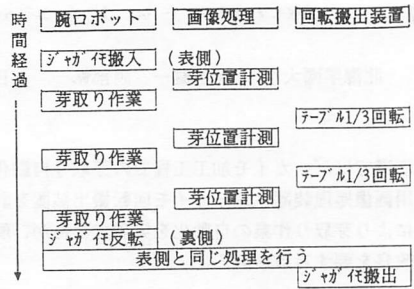 時間経過
腕ロボット 画像処理 回転搬出装置
ジャガイモ搬入 (表側)
芽位置計測
芽取り作業
テーブル1/3回転
芽位置計測
芽取り作業
テーブル1/3回転
芽位置計測
芽取り作業
ジャガイモ反転 (裏側)
表側と同じ処理を行う
ジャガイモ搬出